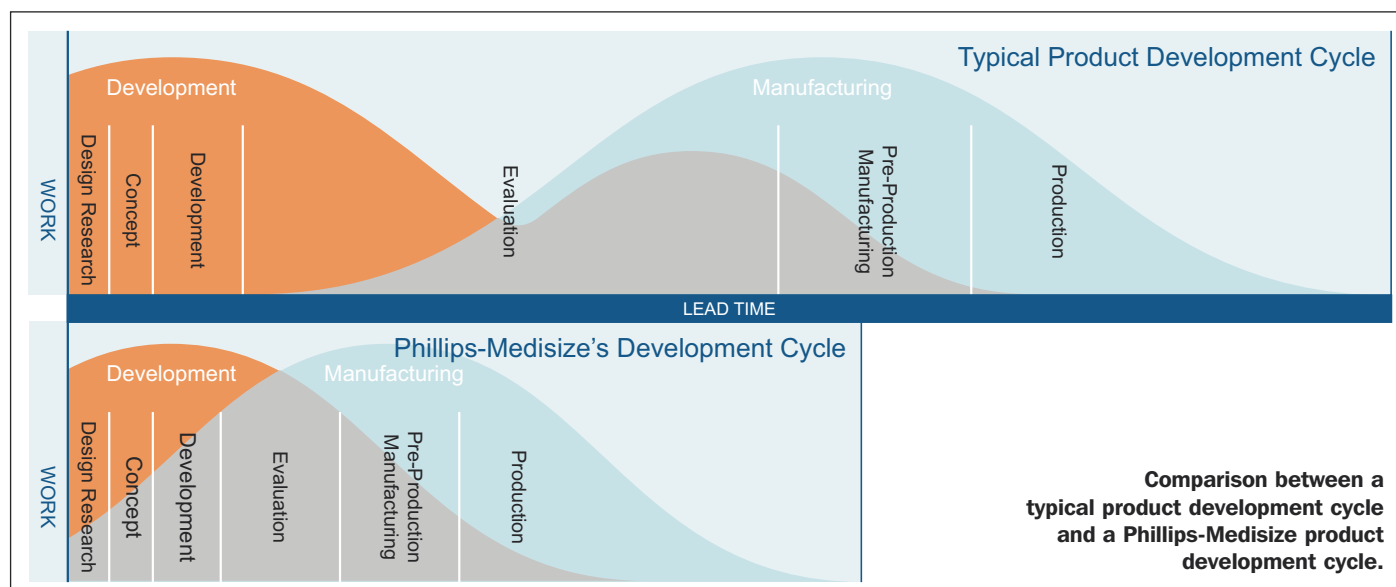 Typical Product Development Cycle
Development
Manufacturing
WORK
Design Research
Concept
Development
Evaluation
Pre-Production
Manufacturing
Production
LEAD TIME
Phillips-Medisize's Development Cycle
Development
Manufacturing
WORK
Design Research
Concept
Development
Evaluation
Pre-Production
Manufacturing
Production
Comparison between a
typical product development cycle
and a Phillips-Medisize product
development cycle.